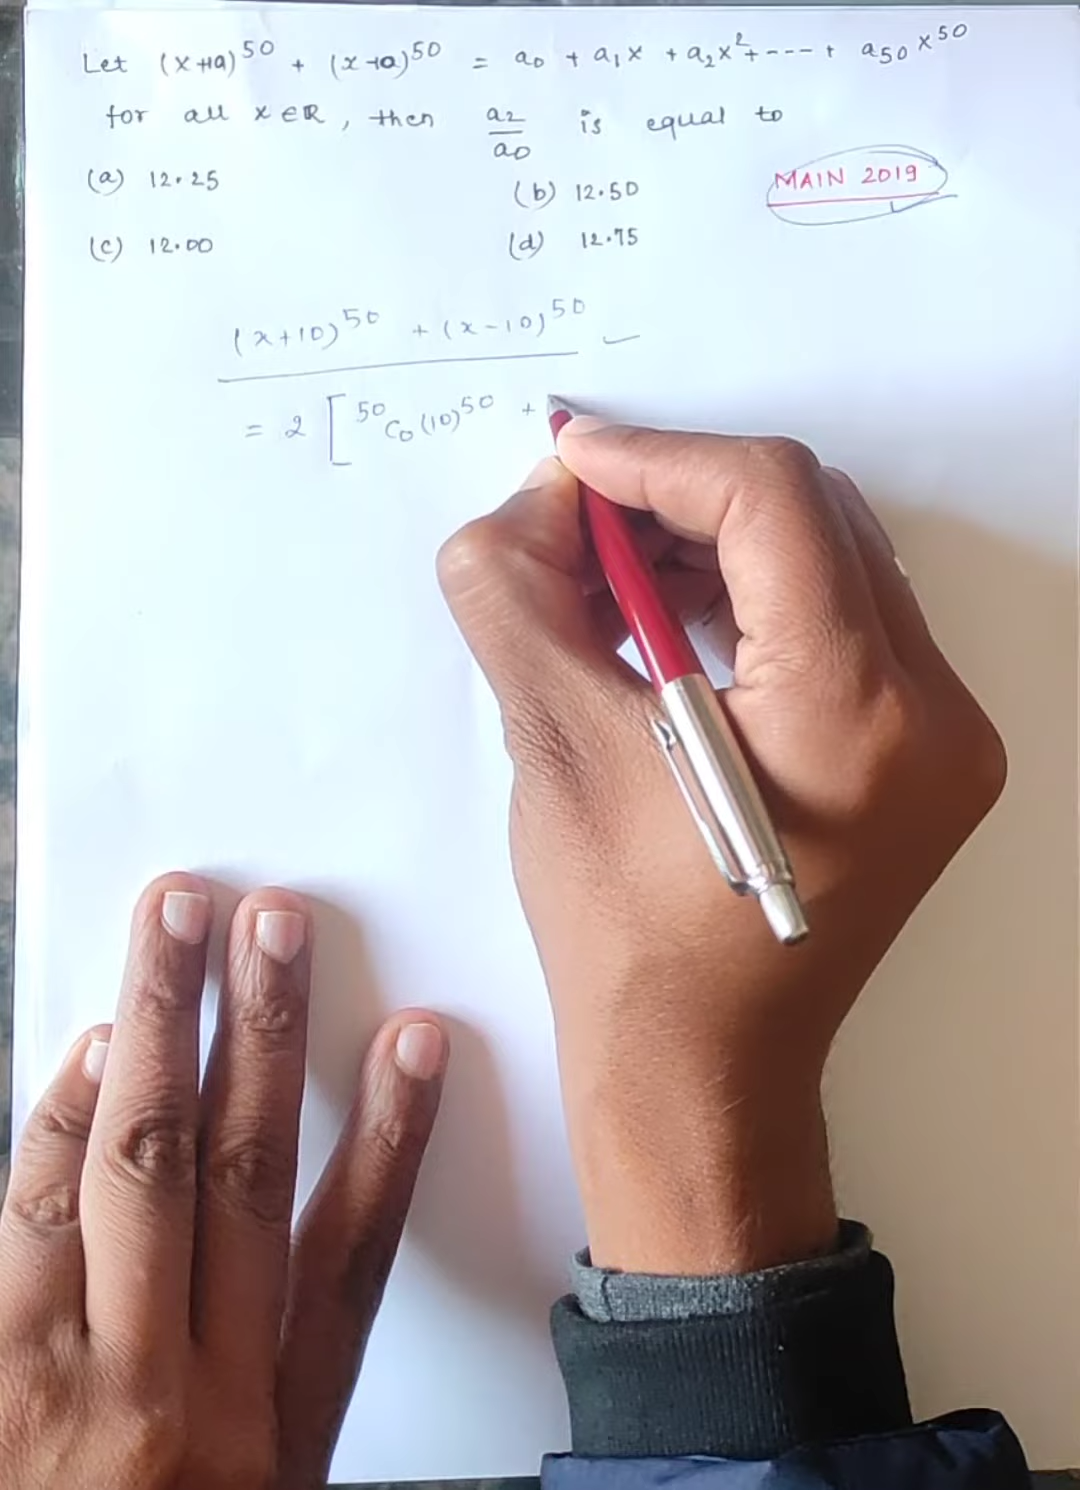 Let (x+10)^50 + (x-10)^50 = a0 + a1x + a2x^2 + --- + a50 x^50
for all x ∈ R, then a2/a0 is equal to
(a) 12.25 (b) 12.50
MAIN 2019
(c) 12.00 (d) 12.75
(x+10)^50 + (x-10)^50
= 2 [ ^50C0 (10)^50 +